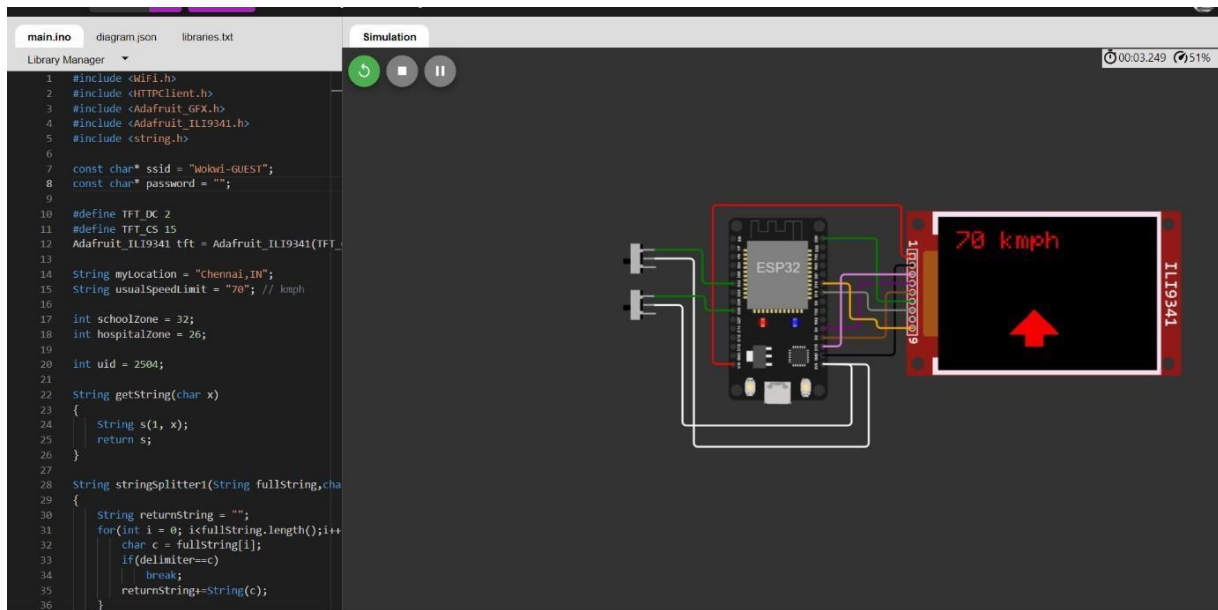 main.ino diagram.json libraries.txt
Library Manager
1 #include <WiFi.h>
2 #include <HTTPClient.h>
3 #include <Adafruit_GFX.h>
4 #include <Adafruit_ILI9341.h>
5 #include <string.h>
6
7 const char* ssid = "Wokwi-GUEST";
8 const char* password = "";
9
10 #define TFT_DC 2
11 #define TFT_CS 15
12 Adafruit_ILI9341 tft = Adafruit_ILI9341(TFT_
13
14 String myLocation = "Chennai,IN";
15 String usualSpeedLimit = "70"; // kmph
16
17 int schoolZone = 32;
18 int hospitalZone = 26;
19
20 int uid = 2504;
21
22 String getString(char x)
23 {
24 String s(1, x);
25 return s;
26 }
27
28 String stringSplitter1(String fullString,cha
29 {
30 String returnString = "";
31 for(int i = 0; i<fullString.length();i++
32 char c = fullString[i];
33 if(delimiter==c)
34 break;
35 returnString+=String(c);
36 }
Simulation
00:03.249 51%
ESP32
1
9
70 kmph
ILI9341